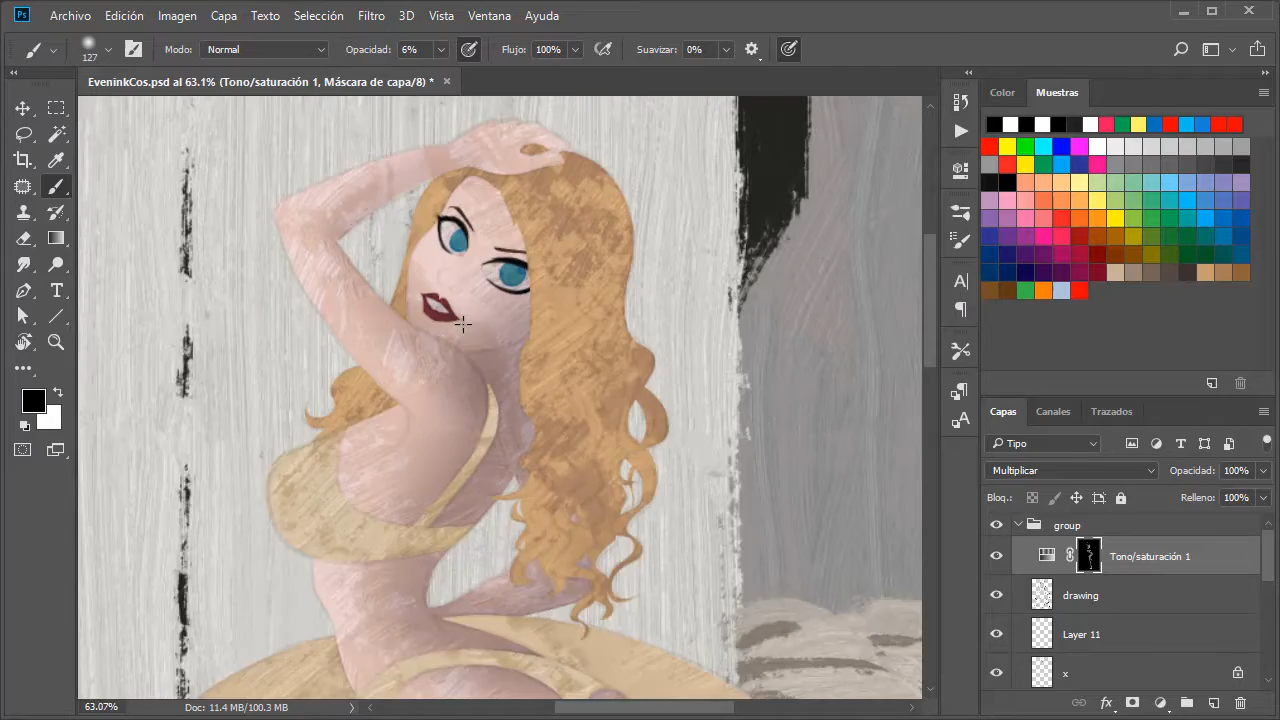 Ps Archivo Edición Imagen Capa Texto Selección Filtro 3D Vista Ventana Ayuda
127 Modo: Normal Opacidad: 6% Flujo: 100% Suavizar: 0%
EveninkCos.psd al 63.1% (Tono/saturación 1, Máscara de capa/8) * ×
Color Muestras
Capas Canales Trazados
Tipo
Multiplicar Opacidad: 100%
Bloq.: Relleno: 100%
group
Tono/saturación 1
drawing
Layer 11
x
63.07% Doc: 11.4 MB/100.3 MB